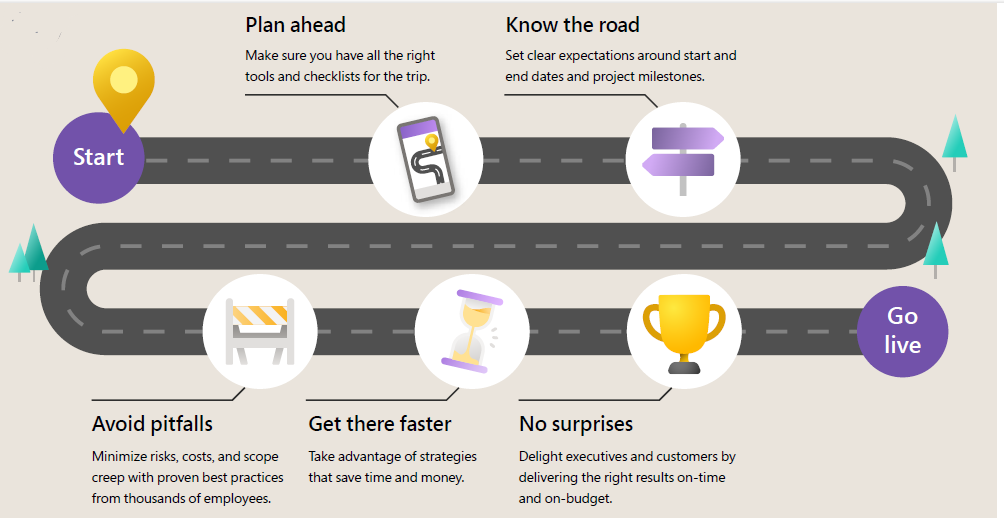 Plan ahead
Make sure you have all the right
tools and checklists for the trip.
Know the road
Set clear expectations around start and
end dates and project milestones.
Start
Go
live
Avoid pitfalls
Minimize risks, costs, and scope
creep with proven best practices
from thousands of employees.
Get there faster
Take advantage of strategies
that save time and money.
No surprises
Delight executives and customers by
delivering the right results on-time
and on-budget.